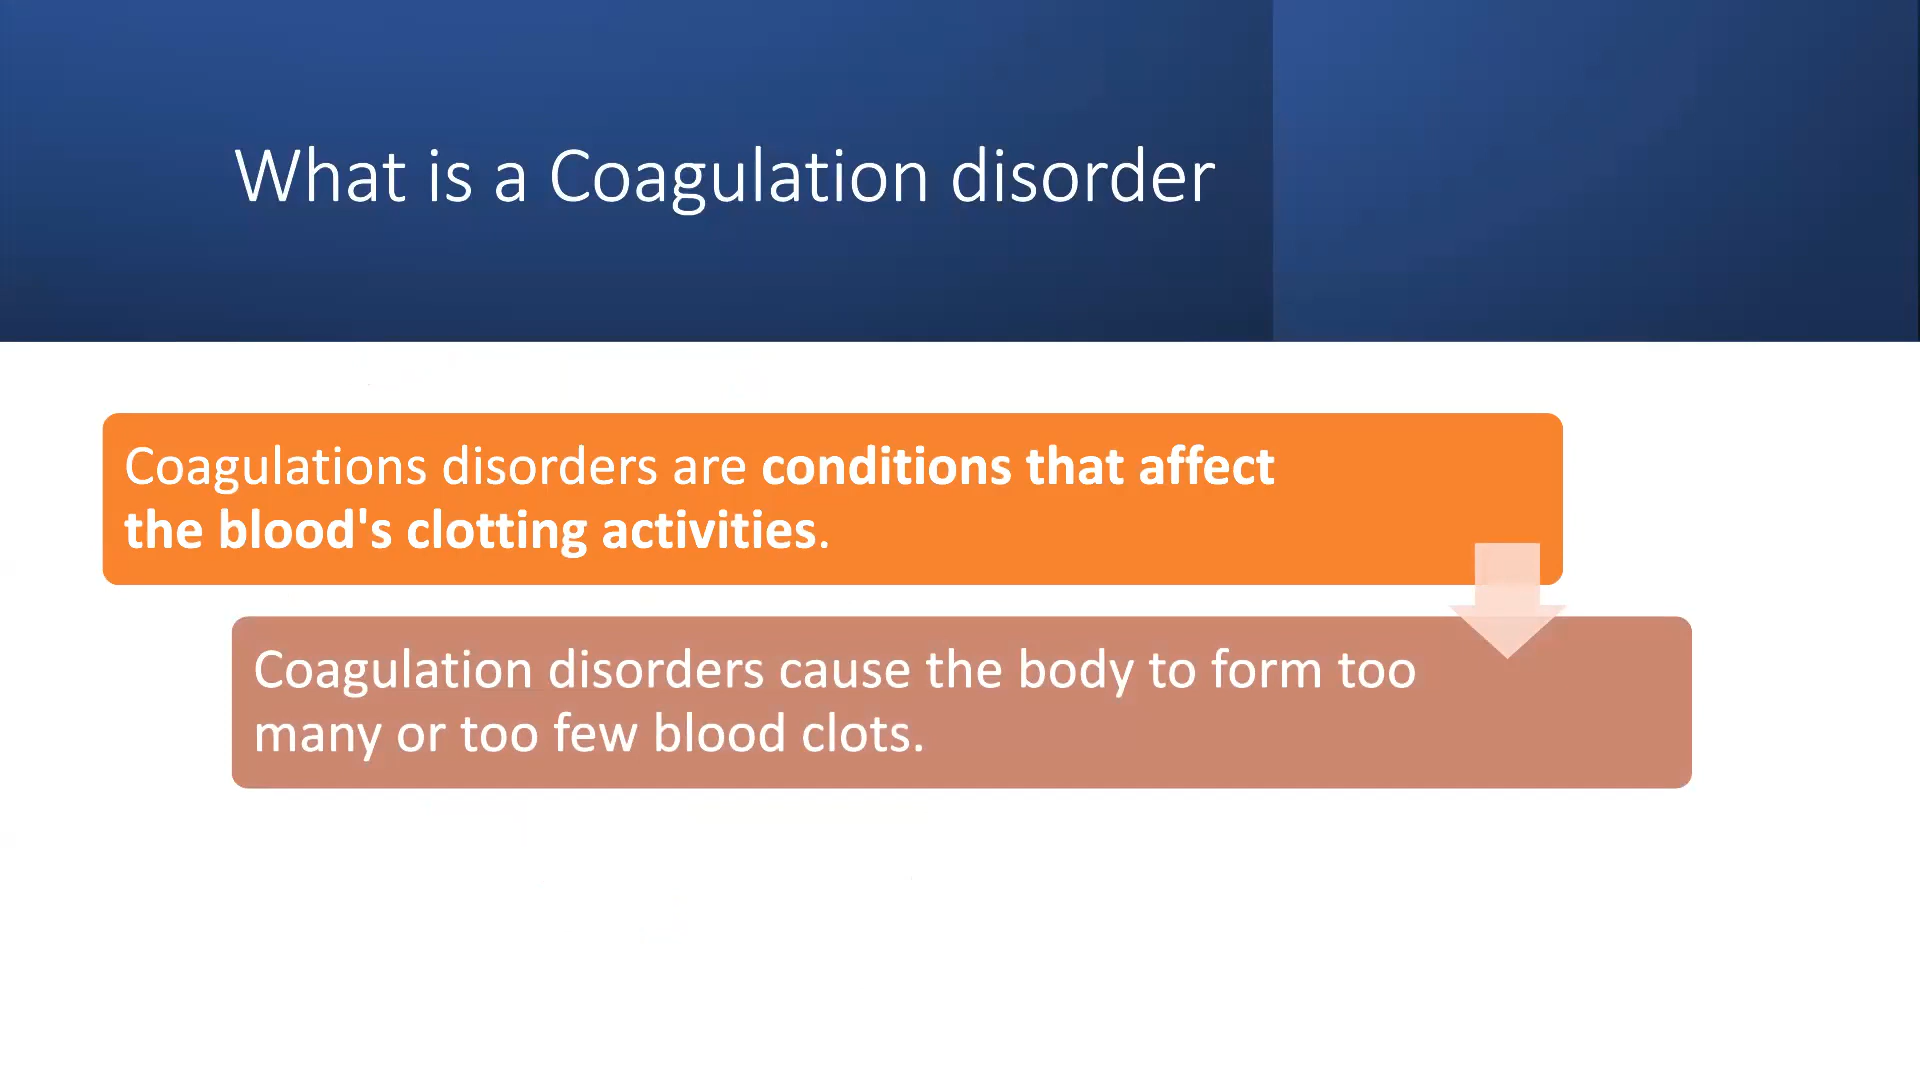 What is a Coagulation disorder
Coagulations disorders are conditions that affect
the blood's clotting activities.
Coagulation disorders cause the body to form too
many or too few blood clots.